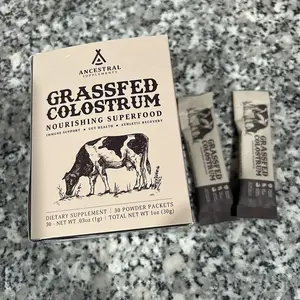 ANCESTRAL
SUPPLEMENTS
GRASSFED
COLOSTRUM
NOURISHING SUPERFOOD
IMMUNE SUPPORT • GUT HEALTH • ATHLETIC RECOVERY
DIETARY SUPPLEMENT | 30 POWDER PACKETS
30 - NET WT .03oz (1g) | TOTAL NET WT 1oz (30g)
GRASSFED
COLOSTRUM
GRASSFED
COLOSTRUM